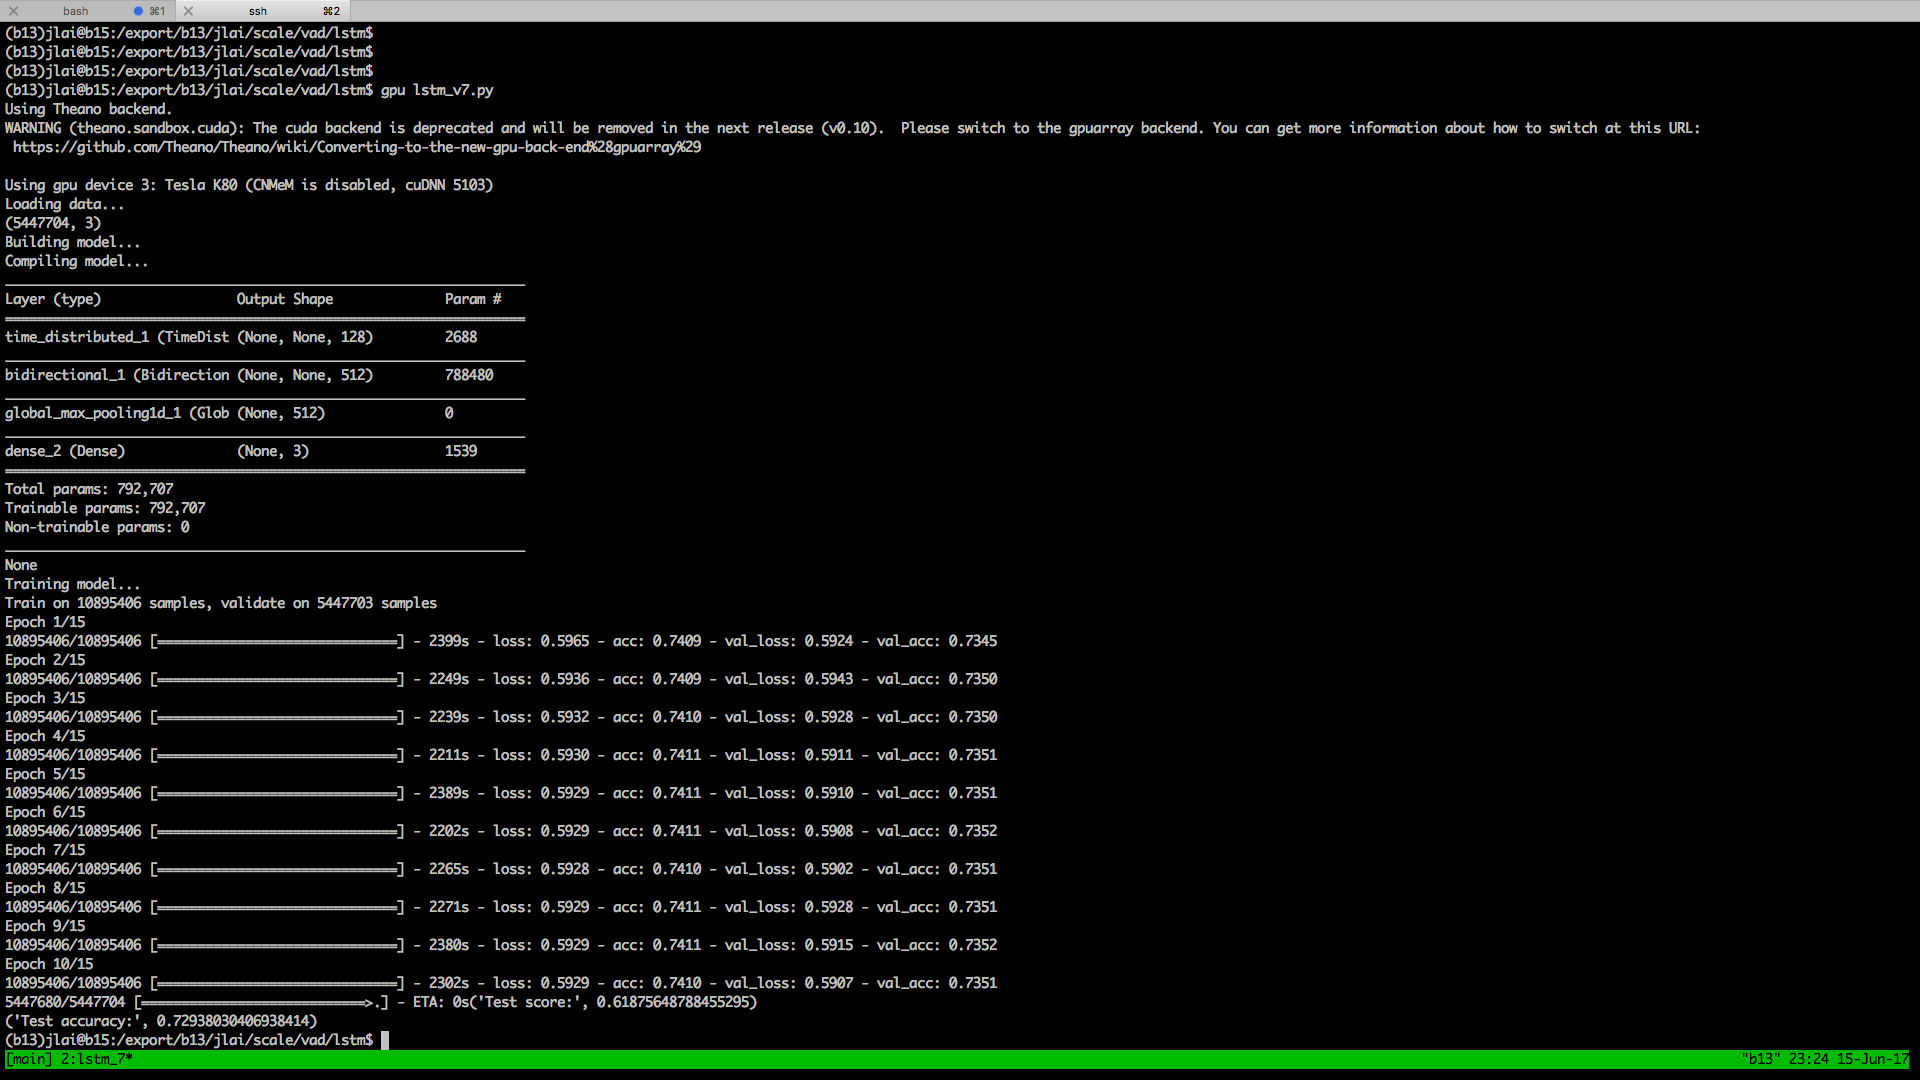 bash ⌘1 ssh ⌘2
(b13)jlai@b15:/export/b13/jlai/scale/vad/lstm$
(b13)jlai@b15:/export/b13/jlai/scale/vad/lstm$
(b13)jlai@b15:/export/b13/jlai/scale/vad/lstm$
(b13)jlai@b15:/export/b13/jlai/scale/vad/lstm$ gpu lstm_v7.py
Using Theano backend.
WARNING (theano.sandbox.cuda): The cuda backend is deprecated and will be removed in the next release (v0.10).  Please switch to the gpuarray backend. You can get more information about how to switch at this URL:
 https://github.com/Theano/Theano/wiki/Converting-to-the-new-gpu-back-end%28gpuarray%29
Using gpu device 3: Tesla K80 (CNMeM is disabled, cuDNN 5103)
Loading data...
(5447704, 3)
Building model...
Compiling model...
Layer (type)                 Output Shape              Param #
time_distributed_1 (TimeDist (None, None, 128)         2688
bidirectional_1 (Bidirection (None, None, 512)         788480
global_max_pooling1d_1 (Glob (None, 512)               0
dense_2 (Dense)              (None, 3)                 1539
Total params: 792,707
Trainable params: 792,707
Non-trainable params: 0
None
Training model...
Train on 10895406 samples, validate on 5447703 samples
Epoch 1/15
10895406/10895406 [==============================] - 2399s - loss: 0.5965 - acc: 0.7409 - val_loss: 0.5924 - val_acc: 0.7345
Epoch 2/15
10895406/10895406 [==============================] - 2249s - loss: 0.5936 - acc: 0.7409 - val_loss: 0.5943 - val_acc: 0.7350
Epoch 3/15
10895406/10895406 [==============================] - 2239s - loss: 0.5932 - acc: 0.7410 - val_loss: 0.5928 - val_acc: 0.7350
Epoch 4/15
10895406/10895406 [==============================] - 2211s - loss: 0.5930 - acc: 0.7411 - val_loss: 0.5911 - val_acc: 0.7351
Epoch 5/15
10895406/10895406 [==============================] - 2389s - loss: 0.5929 - acc: 0.7411 - val_loss: 0.5910 - val_acc: 0.7351
Epoch 6/15
10895406/10895406 [==============================] - 2202s - loss: 0.5929 - acc: 0.7411 - val_loss: 0.5908 - val_acc: 0.7352
Epoch 7/15
10895406/10895406 [==============================] - 2265s - loss: 0.5928 - acc: 0.7410 - val_loss: 0.5902 - val_acc: 0.7351
Epoch 8/15
10895406/10895406 [==============================] - 2271s - loss: 0.5929 - acc: 0.7411 - val_loss: 0.5928 - val_acc: 0.7351
Epoch 9/15
10895406/10895406 [==============================] - 2380s - loss: 0.5929 - acc: 0.7411 - val_loss: 0.5915 - val_acc: 0.7352
Epoch 10/15
10895406/10895406 [==============================] - 2302s - loss: 0.5929 - acc: 0.7410 - val_loss: 0.5907 - val_acc: 0.7351
5447680/5447704 [============================>.] - ETA: 0s('Test score:', 0.61875648788455295)
('Test accuracy:', 0.72938030406938414)
(b13)jlai@b15:/export/b13/jlai/scale/vad/lstm$
[main] 2:lstm_7* "b13" 23:24 15-Jun-17